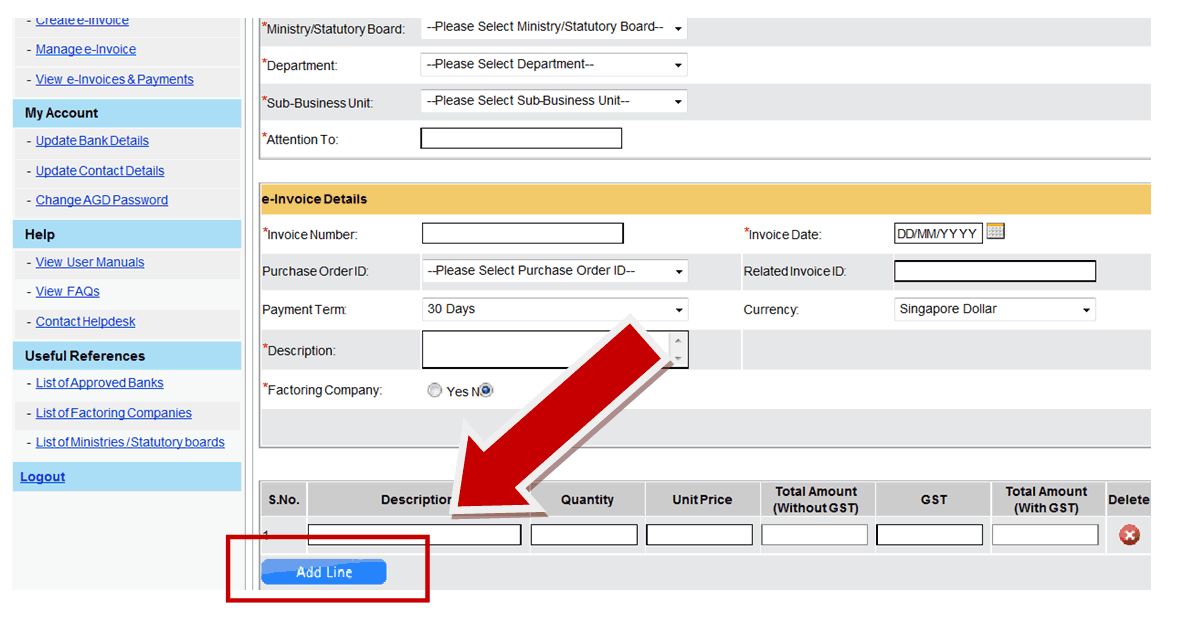 - Create e-Invoice
- Manage e-Invoice
- View e-Invoices & Payments
My Account
- Update Bank Details
- Update Contact Details
- Change AGD Password
Help
- View User Manuals
- View FAQs
- Contact Helpdesk
Useful References
- List of Approved Banks
- List of Factoring Companies
- List of Ministries / Statutory boards
Logout
*Ministry/Statutory Board: --Please Select Ministry/Statutory Board--
*Department: --Please Select Department--
*Sub-Business Unit: --Please Select Sub-Business Unit--
*Attention To:
e-Invoice Details
*Invoice Number: *Invoice Date: DD/MM/YYYY
Purchase Order ID: --Please Select Purchase Order ID-- Related Invoice ID:
Payment Term: 30 Days Currency: Singapore Dollar
*Description:
*Factoring Company: Yes N
S.No. Description Quantity Unit Price Total Amount (Without GST) GST Total Amount (With GST) Delete
1
Add Line